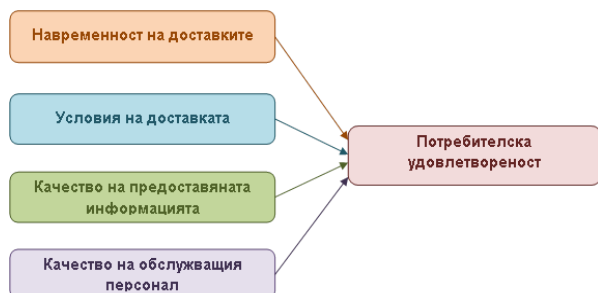 Навременност на доставките
Условия на доставката
Качество на предоставяната
информацията
Качество на обслужващия
персонал
Потребителска
удовлетвореност